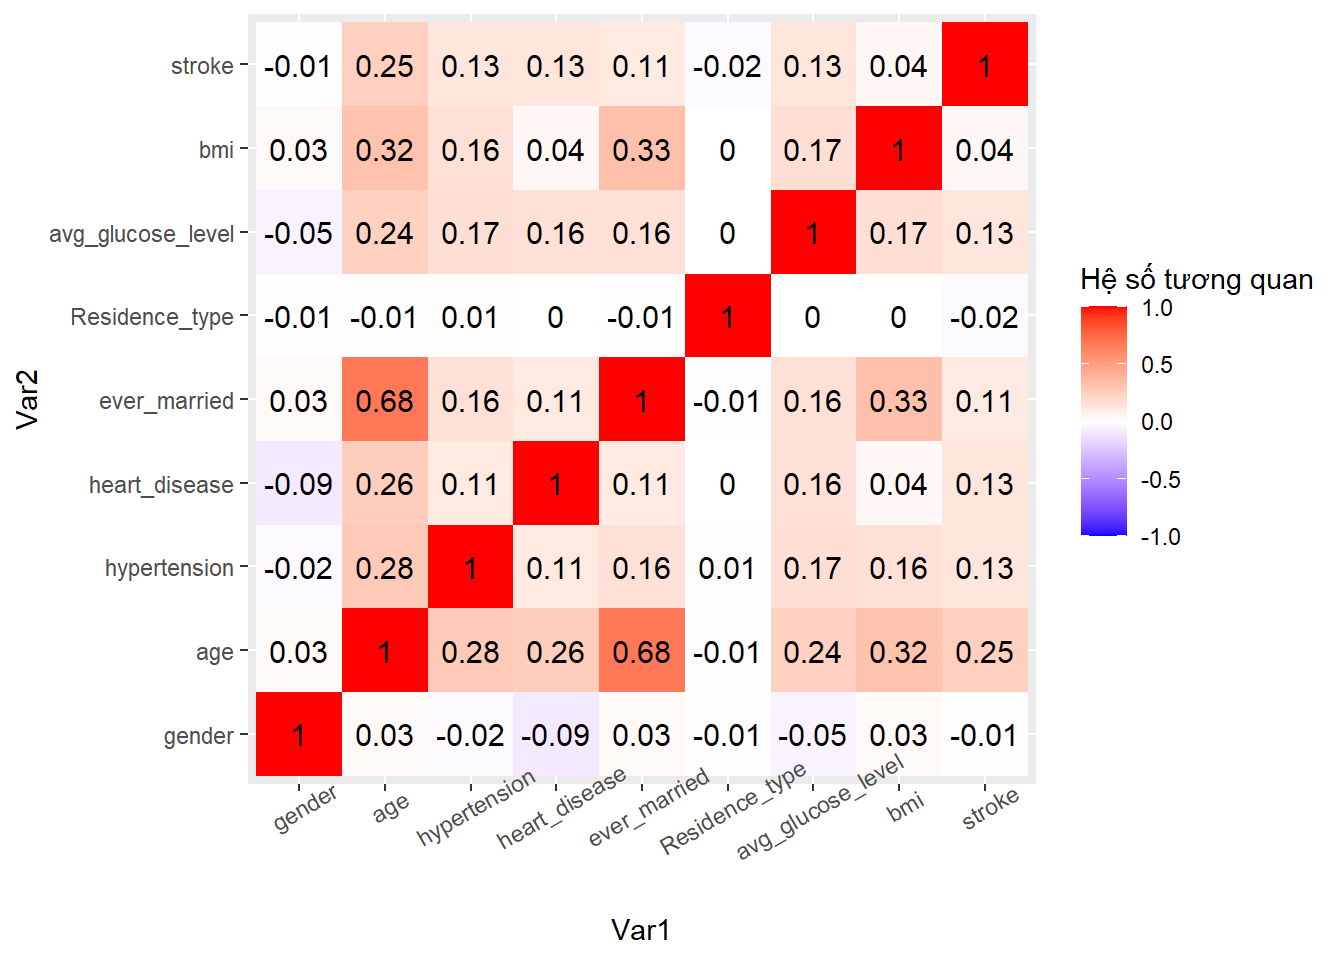 stroke -0.01 0.25 0.13 0.13 0.11 -0.02 0.13 0.04 1
bmi 0.03 0.32 0.16 0.04 0.33 0 0.17 1 0.04
avg_glucose_level -0.05 0.24 0.17 0.16 0.16 0 1 0.17 0.13
Residence_type -0.01 -0.01 0.01 0 -0.01 1 0 0 -0.02
ever_married 0.03 0.68 0.16 0.11 1 -0.01 0.16 0.33 0.11
heart_disease -0.09 0.26 0.11 1 0.11 0 0.16 0.04 0.13
hypertension -0.02 0.28 1 0.11 0.16 0.01 0.17 0.16 0.13
age 0.03 1 0.28 0.26 0.68 -0.01 0.24 0.32 0.25
gender 1 0.03 -0.02 -0.09 0.03 -0.01 -0.05 0.03 -0.01
gender age hypertension heart_disease ever_married Residence_type avg_glucose_level bmi stroke
Var1
Var2
Hệ số tương quan
1.0
0.5
0.0
-0.5
-1.0